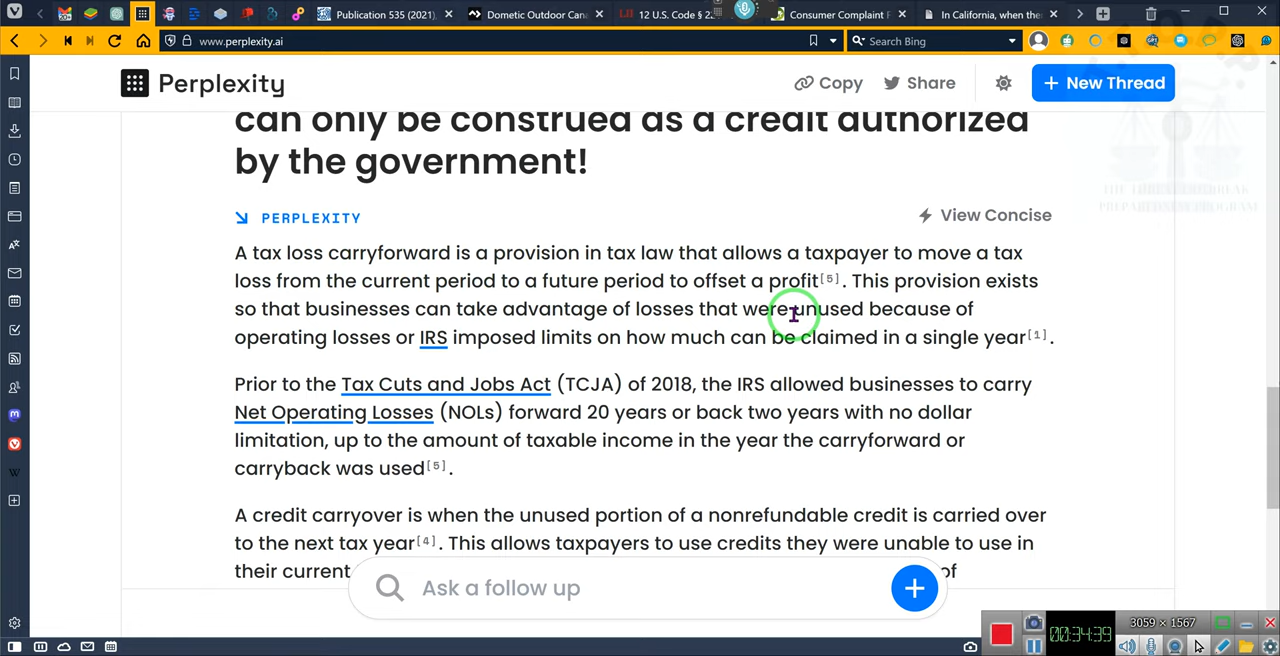 Publication 535 (2021),
Dometic Outdoor Can
12 U.S. Code § 2
Consumer Complaint F
In California, when the
www.perplexity.ai
Search Bing
Perplexity
Copy
Share
New Thread
can only be construed as a credit authorized
by the government!
PERPLEXITY
View Concise
A tax loss carryforward is a provision in tax law that allows a taxpayer to move a tax
loss from the current period to a future period to offset a profit[5]. This provision exists
so that businesses can take advantage of losses that were unused because of
operating losses or IRS imposed limits on how much can be claimed in a single year[1].
Prior to the Tax Cuts and Jobs Act (TCJA) of 2018, the IRS allowed businesses to carry
Net Operating Losses (NOLs) forward 20 years or back two years with no dollar
limitation, up to the amount of taxable income in the year the carryforward or
carryback was used[5].
A credit carryover is when the unused portion of a nonrefundable credit is carried over
to the next tax year[4]. This allows taxpayers to use credits they were unable to use in
their current
of
Ask a follow up
3059 × 1567
00:34:39